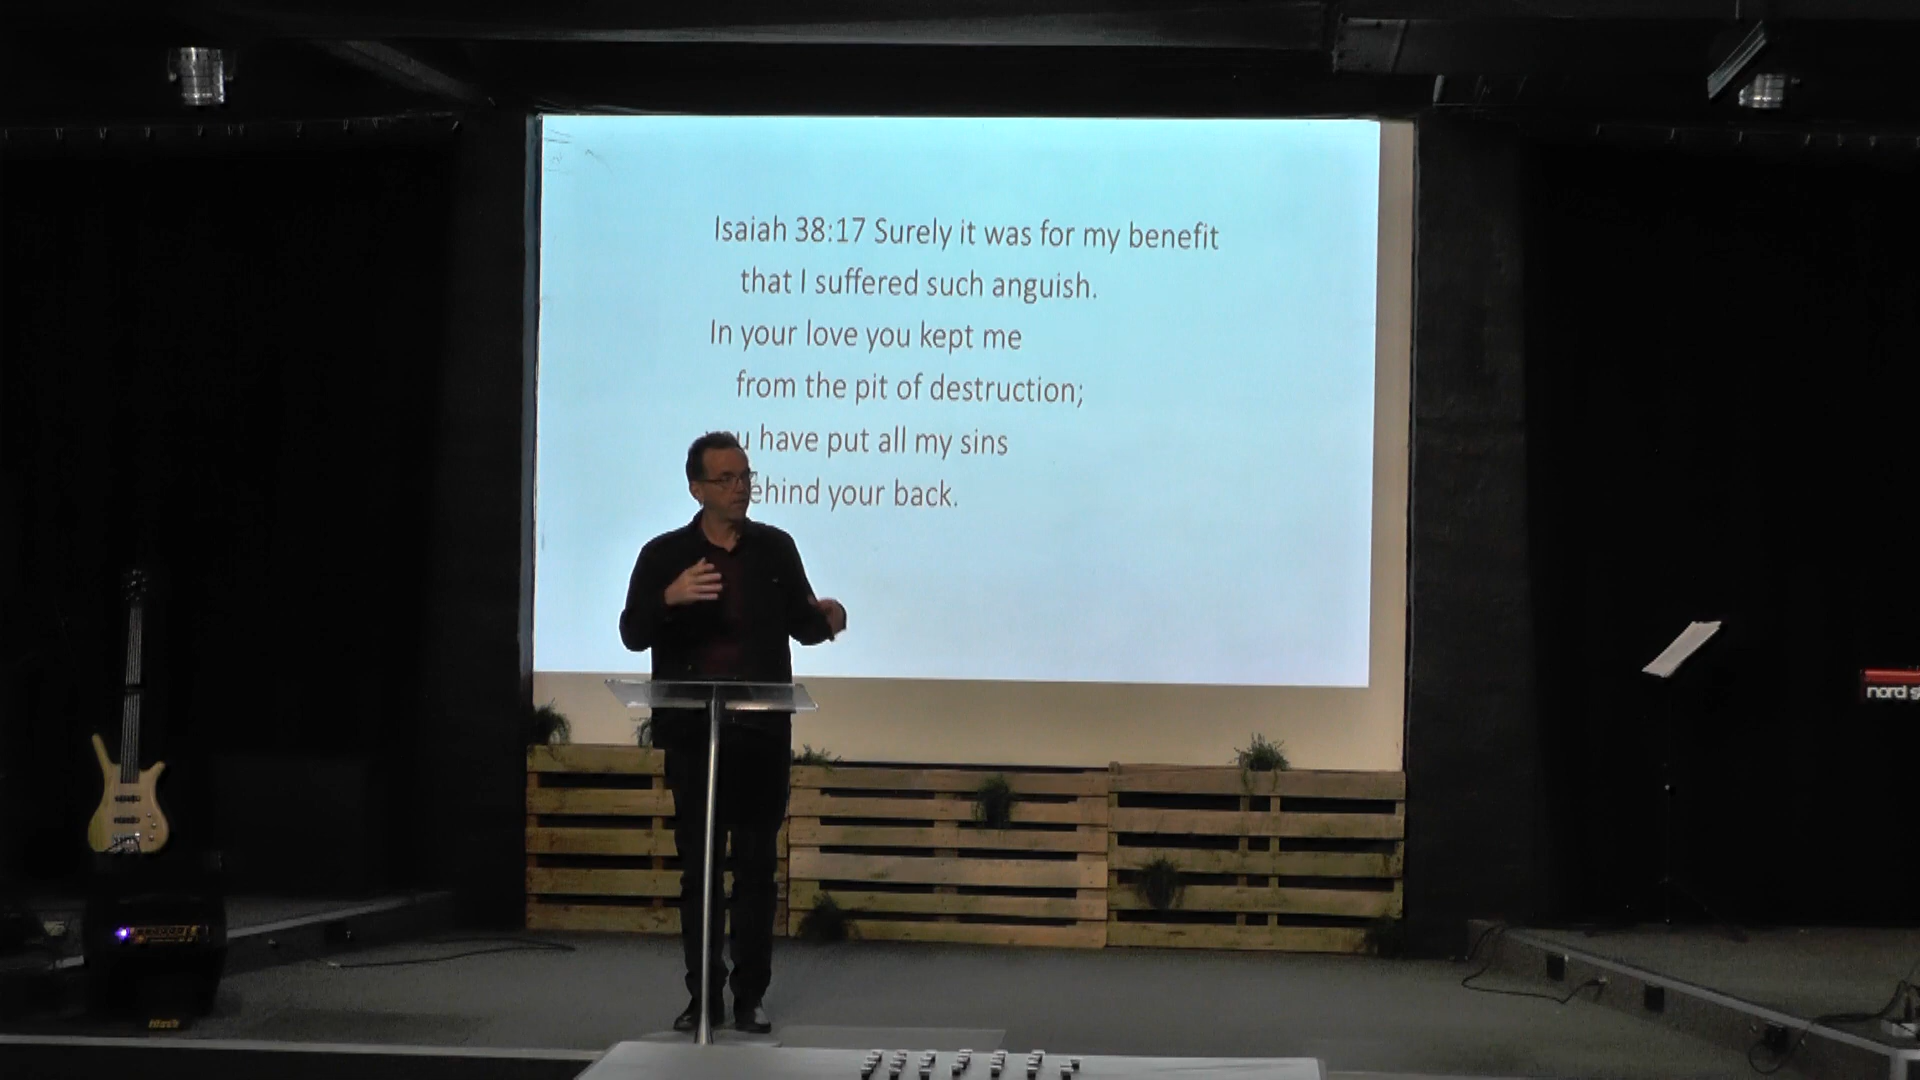 Isaiah 38:17 Surely it was for my benefit
that I suffered such anguish.
In your love you kept me
from the pit of destruction;
have put all my sins
your back.
nord